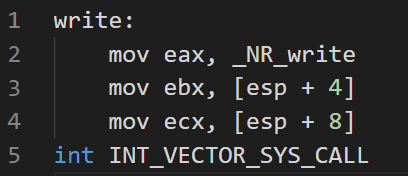 1 write:
2 mov eax, _NR_write
3 mov ebx, [esp + 4]
4 mov ecx, [esp + 8]
5 int INT_VECTOR_SYS_CALL